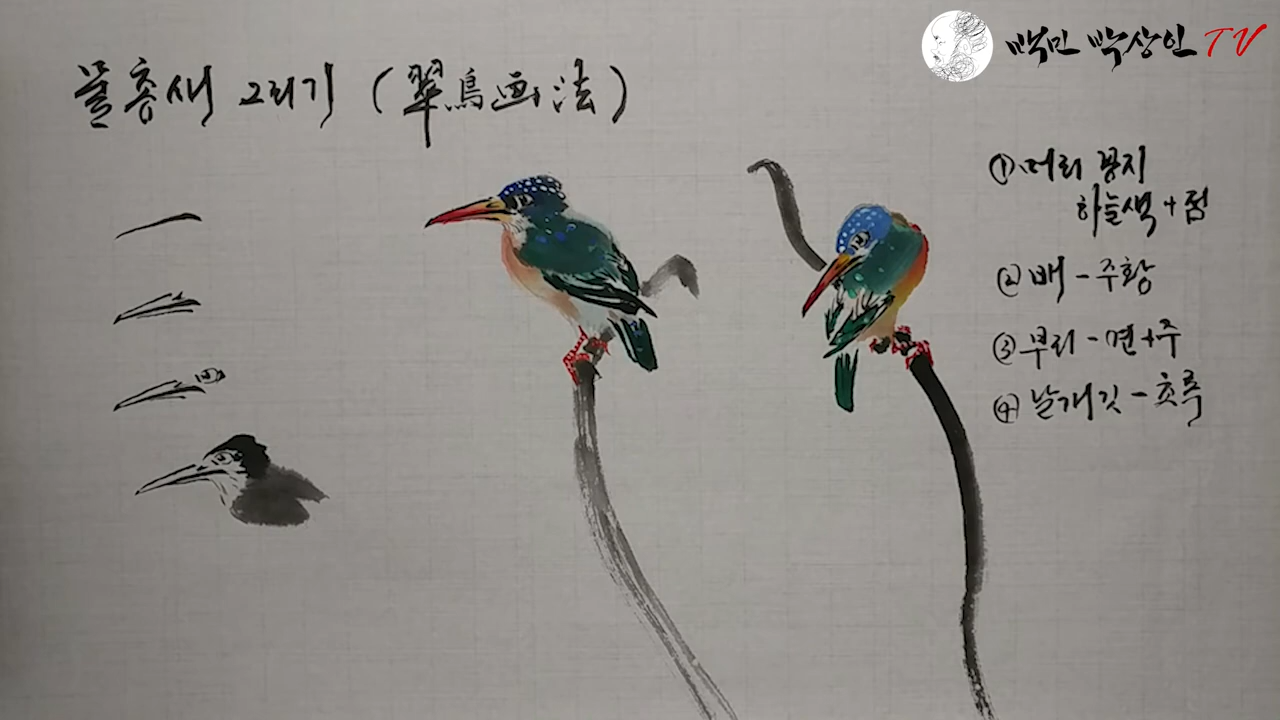 물총새 그리기 (翠鳥画法)
백민 박상인 TV
① 머리 꽁지
하늘색 + 점
② 배 - 주황
③ 부리 - 연+주
④ 날개깃 - 초록